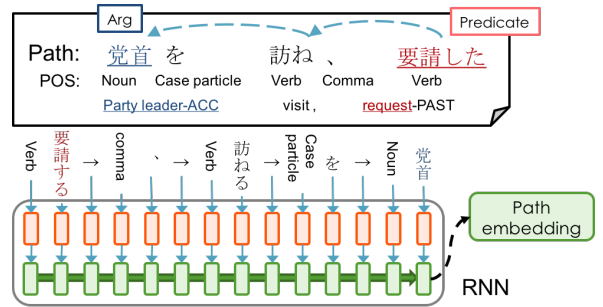 Arg
Predicate
Path: 党首 を 訪ね 、 要請した
POS: Noun Case particle Verb Comma Verb
Party leader-ACC visit , request-PAST
Verb 要請する → comma 、 → Verb 訪ねる → Case particle を → Noun 党首
Path embedding
RNN